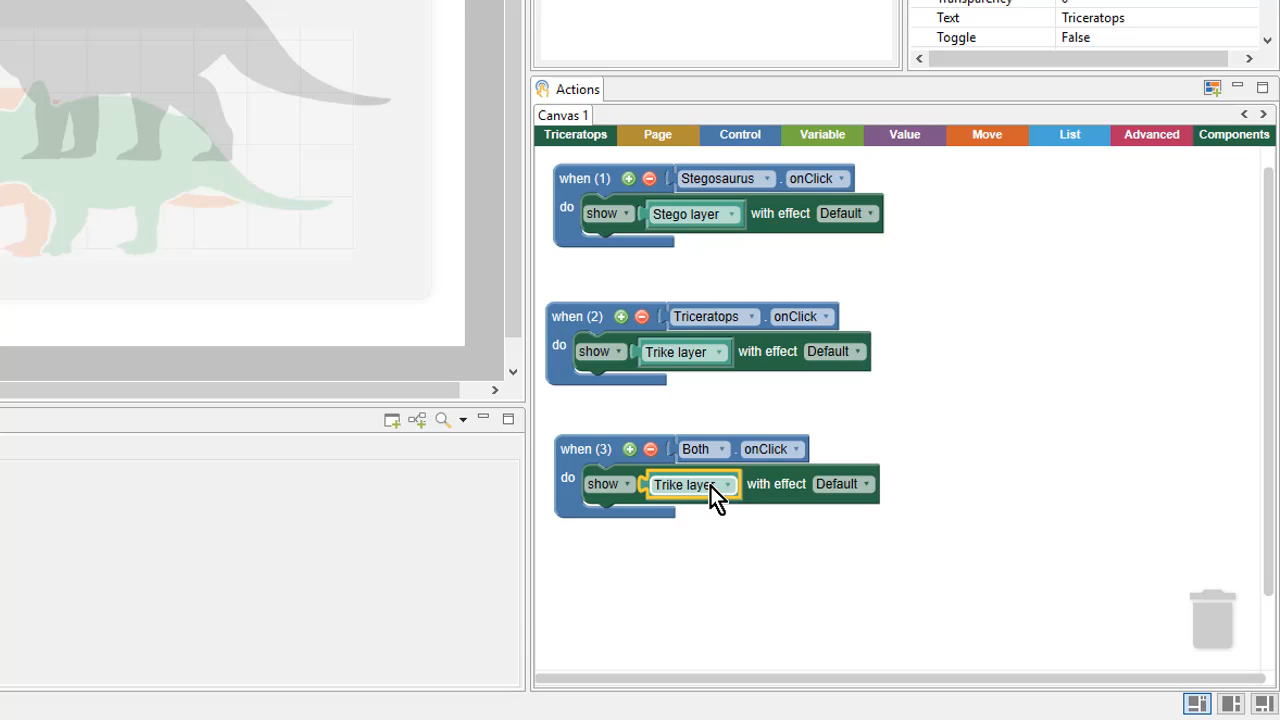 Text Triceratops
Toggle False
Actions
Canvas 1
Triceratops Page Control Variable Value Move List Advanced Components
when (1) Stegosaurus . onClick
do show Stego layer with effect Default
when (2) Triceratops . onClick
do show Trike layer with effect Default
when (3) Both . onClick
do show Trike layer with effect Default